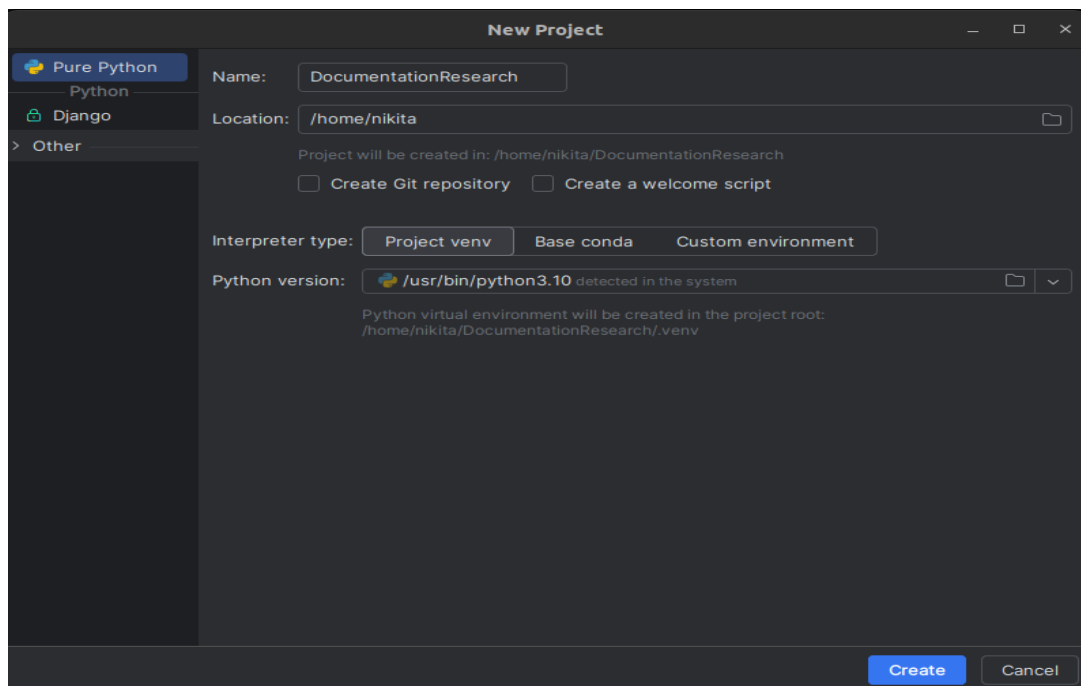 New Project
Pure Python
Python
Django
Other
Name: DocumentationResearch
Location: /home/nikita
Project will be created in: /home/nikita/DocumentationResearch
Create Git repository Create a welcome script
Interpreter type: Project venv Base conda Custom environment
Python version: /usr/bin/python3.10 detected in the system
Python virtual environment will be created in the project root:
/home/nikita/DocumentationResearch/.venv
Create Cancel